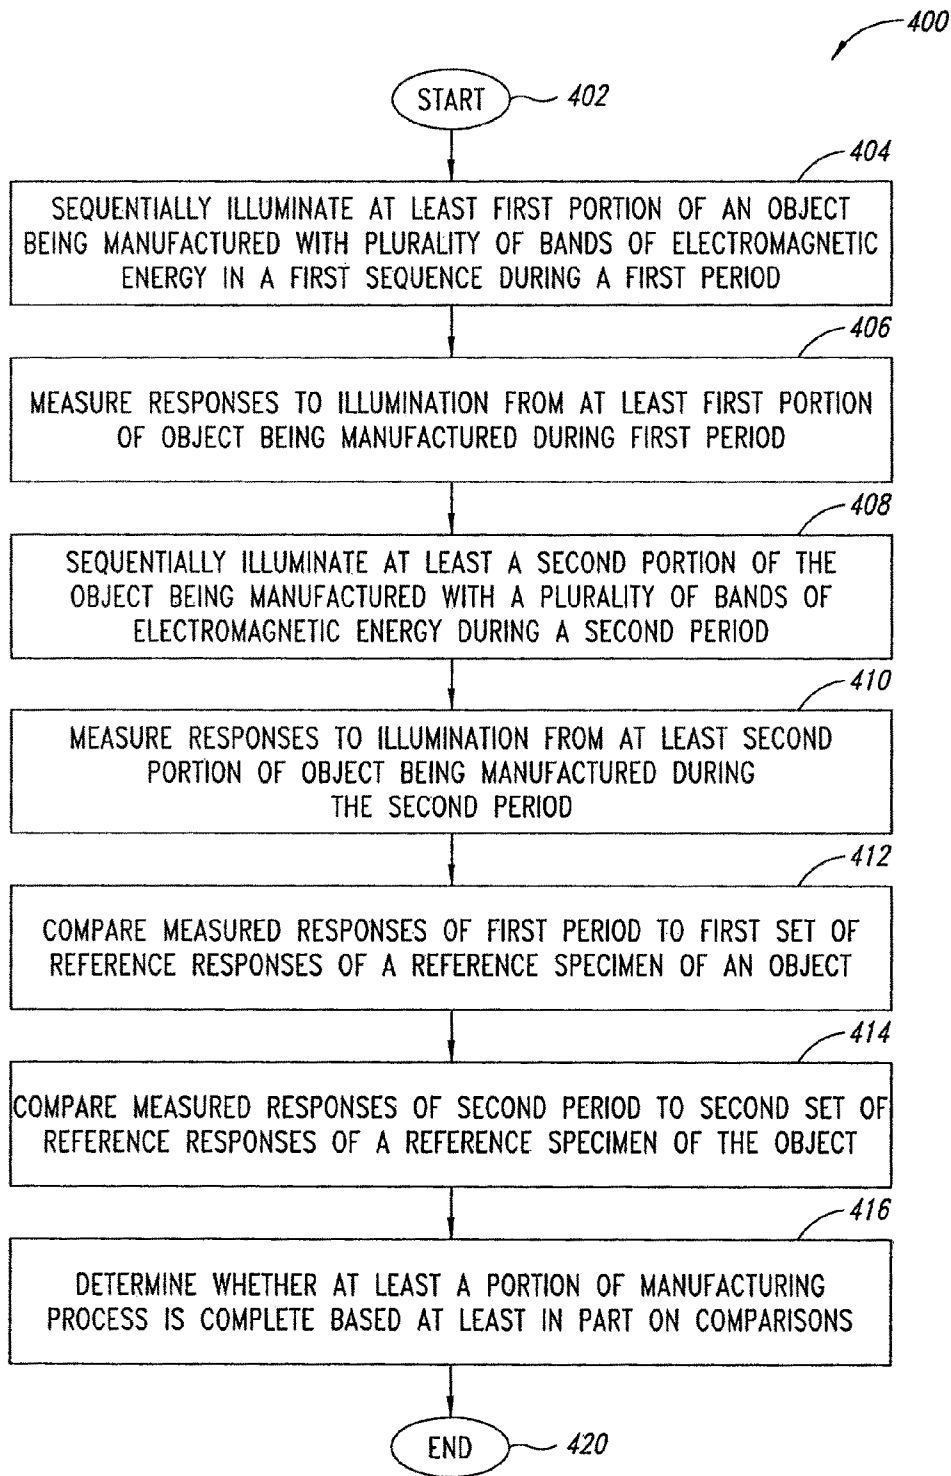 400
START 402
404
SEQUENTIALLY ILLUMINATE AT LEAST FIRST PORTION OF AN OBJECT
BEING MANUFACTURED WITH PLURALITY OF BANDS OF ELECTROMAGNETIC
ENERGY IN A FIRST SEQUENCE DURING A FIRST PERIOD
406
MEASURE RESPONSES TO ILLUMINATION FROM AT LEAST FIRST PORTION
OF OBJECT BEING MANUFACTURED DURING FIRST PERIOD
408
SEQUENTIALLY ILLUMINATE AT LEAST A SECOND PORTION OF THE
OBJECT BEING MANUFACTURED WITH A PLURALITY OF BANDS OF
ELECTROMAGNETIC ENERGY DURING A SECOND PERIOD
410
MEASURE RESPONSES TO ILLUMINATION FROM AT LEAST SECOND
PORTION OF OBJECT BEING MANUFACTURED DURING
THE SECOND PERIOD
412
COMPARE MEASURED RESPONSES OF FIRST PERIOD TO FIRST SET OF
REFERENCE RESPONSES OF A REFERENCE SPECIMEN OF AN OBJECT
414
COMPARE MEASURED RESPONSES OF SECOND PERIOD TO SECOND SET OF
REFERENCE RESPONSES OF A REFERENCE SPECIMEN OF THE OBJECT
416
DETERMINE WHETHER AT LEAST A PORTION OF MANUFACTURING
PROCESS IS COMPLETE BASED AT LEAST IN PART ON COMPARISONS
END 420